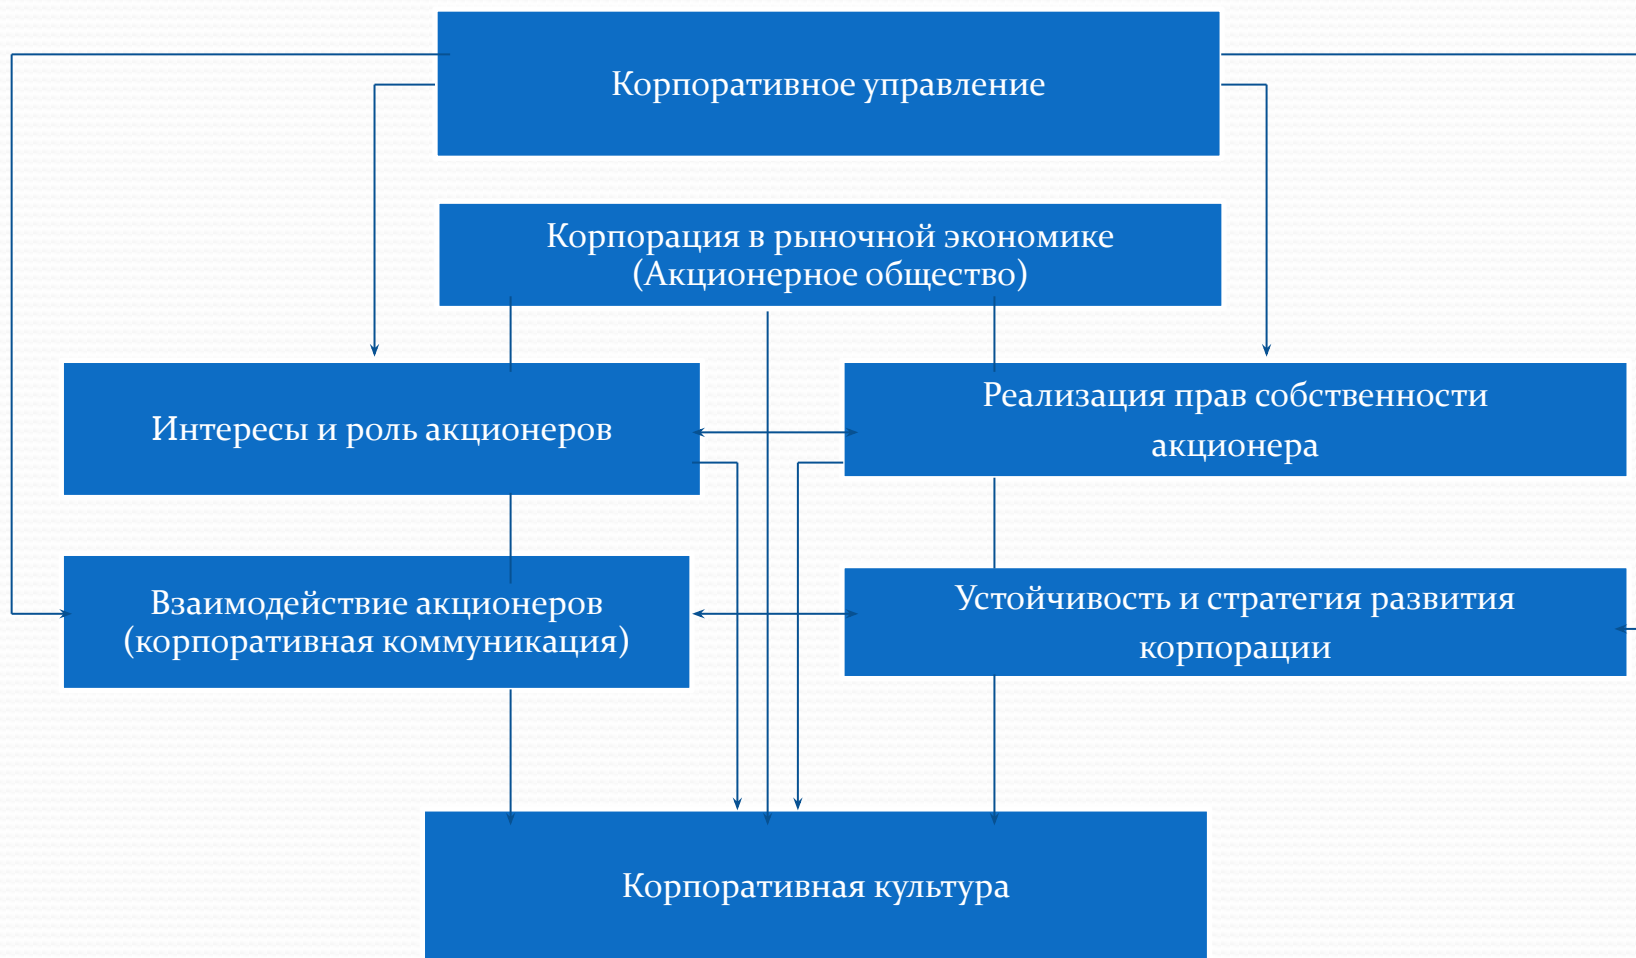 Корпоративное управление
Корпорация в рыночной экономике
(Акционерное общество)
Интересы и роль акционеров
Реализация прав собственности
акционера
Взаимодействие акционеров
(корпоративная коммуникация)
Устойчивость и стратегия развития
корпорации
Корпоративная культура